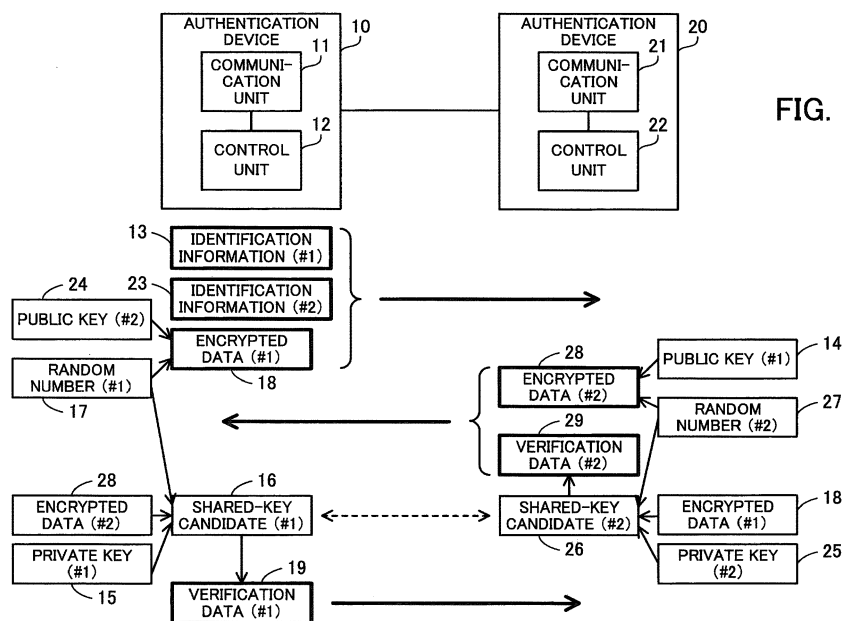 AUTHENTICATION
DEVICE
10
COMMUNI-
CATION
UNIT
11
CONTROL
UNIT
12
AUTHENTICATION
DEVICE
20
COMMUNI-
CATION
UNIT
21
CONTROL
UNIT
22
FIG.
13
IDENTIFICATION
INFORMATION (#1)
23
IDENTIFICATION
INFORMATION (#2)
24
PUBLIC KEY (#2)
ENCRYPTED
DATA (#1)
18
RANDOM
NUMBER (#1)
17
28
ENCRYPTED
DATA (#2)
14
PUBLIC KEY (#1)
27
RANDOM
NUMBER (#2)
29
VERIFICATION
DATA (#2)
28
ENCRYPTED
DATA (#2)
16
SHARED-KEY
CANDIDATE (#1)
SHARED-KEY
CANDIDATE (#2)
26
18
ENCRYPTED
DATA (#1)
PRIVATE KEY
(#1)
15
25
PRIVATE KEY
(#2)
19
VERIFICATION
DATA (#1)